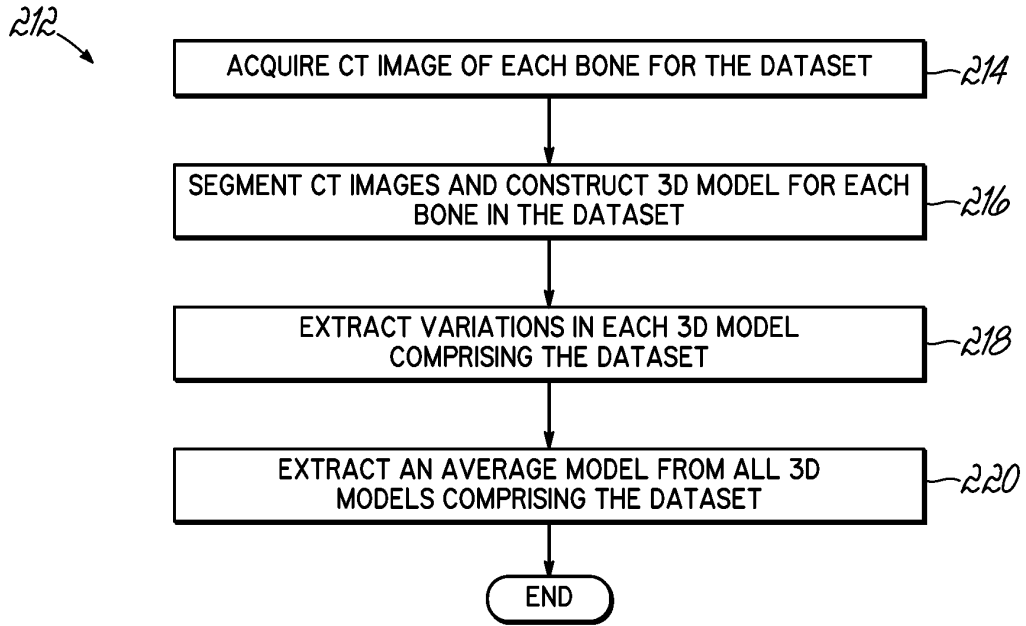 212
ACQUIRE CT IMAGE OF EACH BONE FOR THE DATASET
214
SEGMENT CT IMAGES AND CONSTRUCT 3D MODEL FOR EACH
BONE IN THE DATASET
216
EXTRACT VARIATIONS IN EACH 3D MODEL
COMPRISING THE DATASET
218
EXTRACT AN AVERAGE MODEL FROM ALL 3D
MODELS COMPRISING THE DATASET
220
END